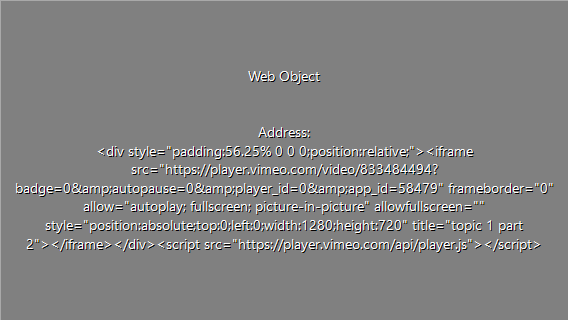 Web Object
Address:
<div style="padding:56.25% 0 0 0;position:relative;"><iframe
src="https://player.vimeo.com/video/833484494?
badge=0&amp;autopause=0&amp;player_id=0&amp;app_id=58479" frameborder="0"
allow="autoplay; fullscreen; picture-in-picture" allowfullscreen=""
style="position:absolute;top:0;left:0;width:1280;height:720" title="topic 1 part
2"></iframe></div><script src="https://player.vimeo.com/api/player.js"></script>